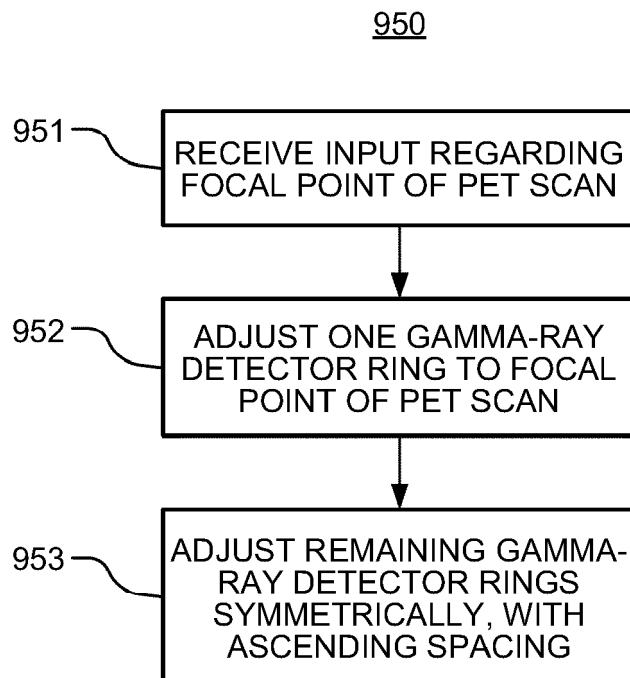 950
951
RECEIVE INPUT REGARDING
FOCAL POINT OF PET SCAN
952
ADJUST ONE GAMMA-RAY
DETECTOR RING TO FOCAL
POINT OF PET SCAN
953
ADJUST REMAINING GAMMA-
RAY DETECTOR RINGS
SYMMETRICALLY, WITH
ASCENDING SPACING